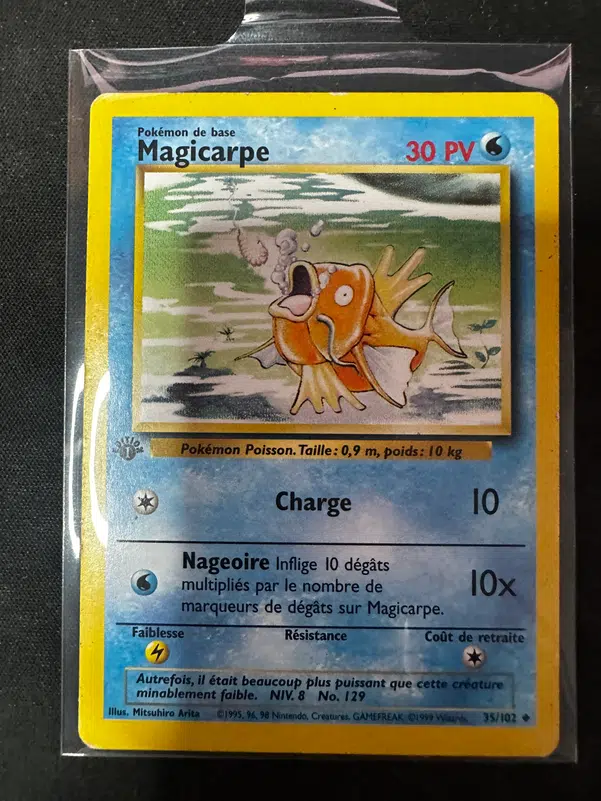 Pokémon de base
Magicarpe 30 PV
EDITION 1
Pokémon Poisson. Taille: 0,9 m, poids: 10 kg
Charge 10
Nageoire Inflige 10 dégâts
multipliés par le nombre de
marqueurs de dégâts sur Magicarpe.
10x
Faiblesse Résistance Coût de retraite
Autrefois, il était beaucoup plus puissant que cette créature
minablement faible. NIV. 8 No. 129
Illus. Mitsuhiro Arita ©1995, 96, 98 Nintendo, Creatures, GAMEFREAK. ©1999 Wizards. 35/102